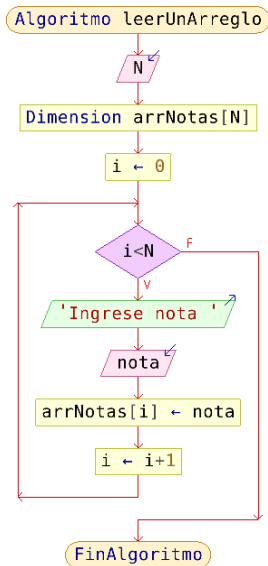 Algoritmo leerUnArreglo
N
Dimension arrNotas[N]
i ← 0
i<N
F
V
'Ingrese nota '
nota
arrNotas[i] ← nota
i ← i+1
FinAlgoritmo